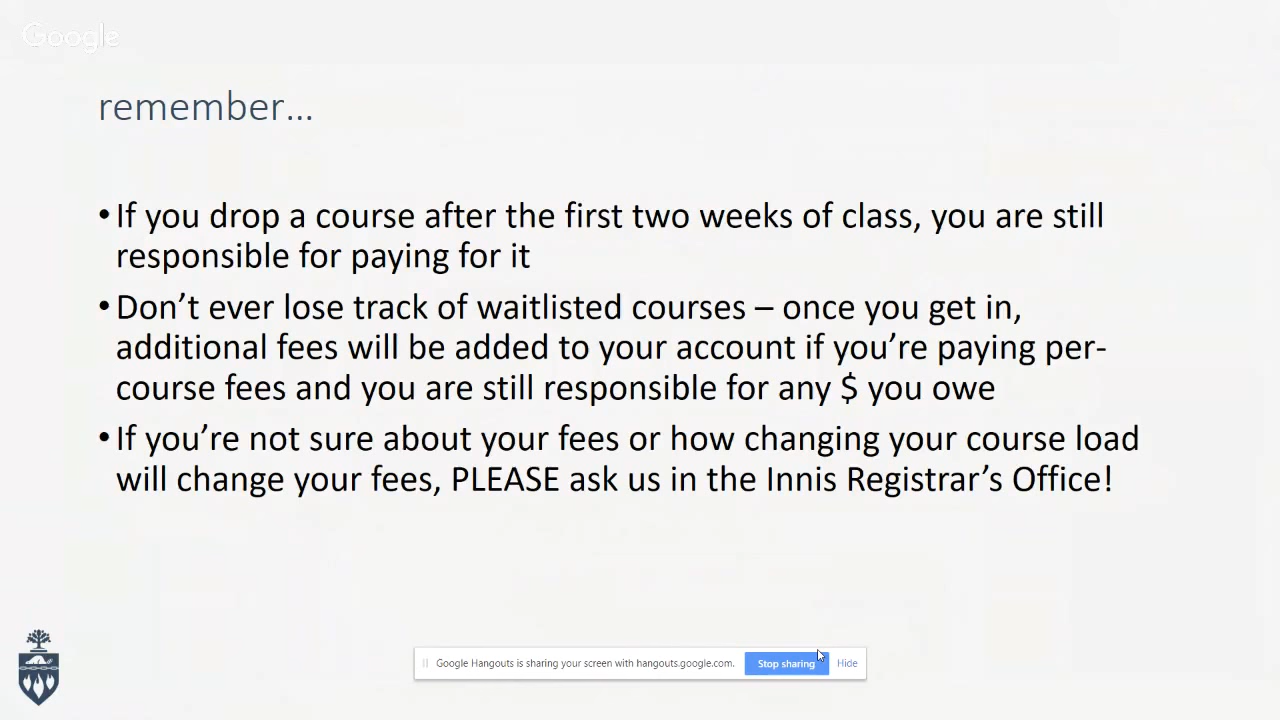 Google
remember...
•If you drop a course after the first two weeks of class, you are still
responsible for paying for it
•Don’t ever lose track of waitlisted courses – once you get in,
additional fees will be added to your account if you’re paying per-
course fees and you are still responsible for any $ you owe
•If you’re not sure about your fees or how changing your course load
will change your fees, PLEASE ask us in the Innis Registrar’s Office!
Google Hangouts is sharing your screen with hangouts.google.com. Stop sharing Hide